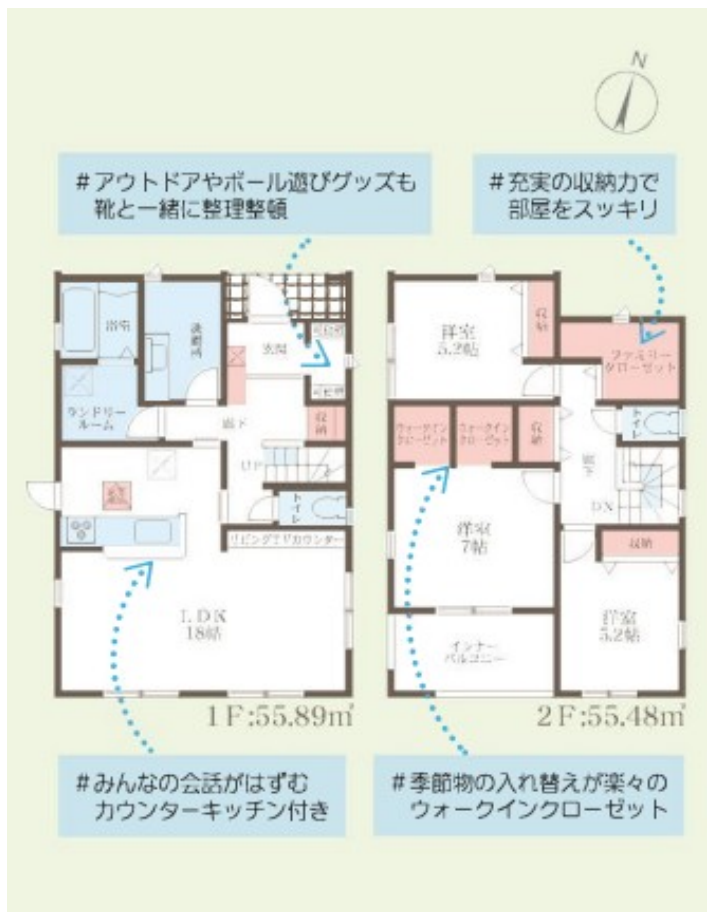 N
#アウトドアやボール遊びグッズも
靴と一緒に整理整頓
#充実の収納力で
部屋をスッキリ
浴室
洗面所
玄関
可動棚
可動棚
ランドリー
ルーム
廊下
収納
UP
トイレ
リビングアリカウンター
LDK
18帖
1F:55.89㎡
洋室
5.2帖
収納
ファミリー
クローゼット
ウォークイン
クローゼット
ウォークイン
クローゼット
収納
トイレ
廊下
DN
洋室
7帖
収納
洋室
5.2帖
インナー
バルコニー
2F:55.48㎡
#みんなの会話がはずむ
カウンターキッチン付き
#季節物の入れ替えが楽々の
ウォークインクローゼット